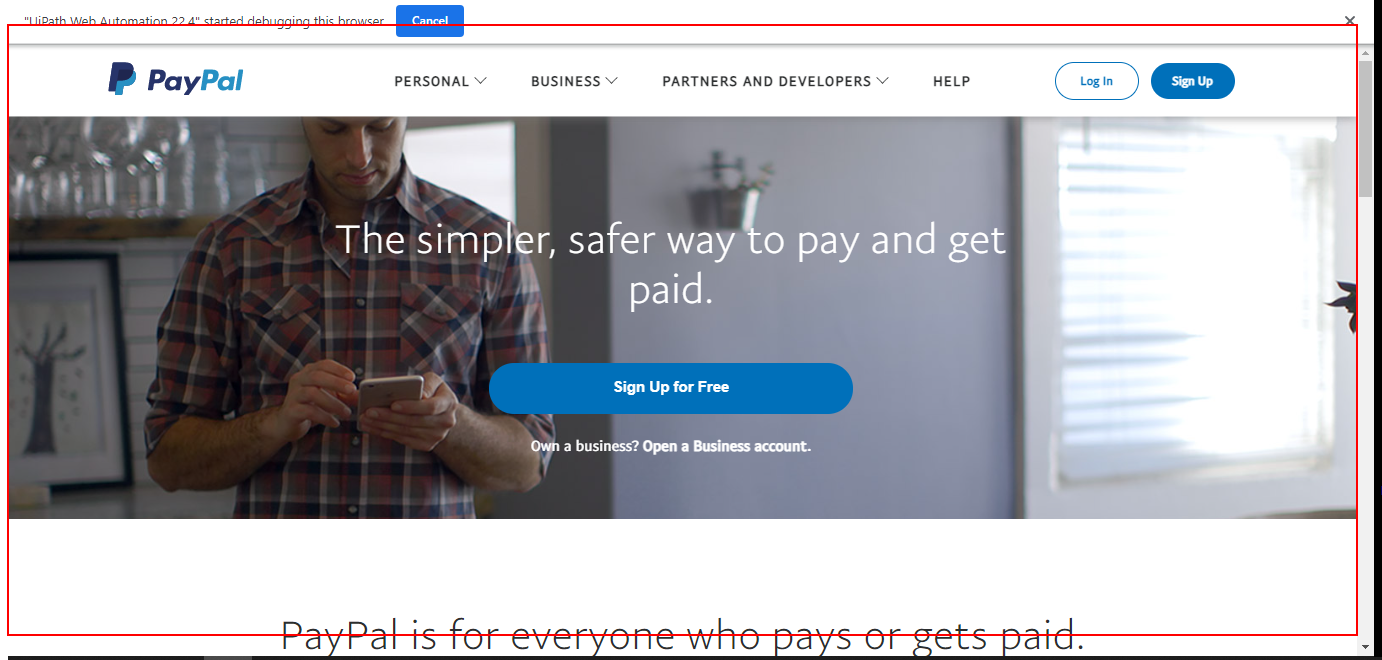 "UiPath Web Automation 22.4" started debugging this browser
Cancel
PayPal
PERSONAL
BUSINESS
PARTNERS AND DEVELOPERS
HELP
Log In
Sign Up
The simpler, safer way to pay and get
paid.
Sign Up for Free
Own a business? Open a Business account.
PayPal is for everyone who pays or gets paid.